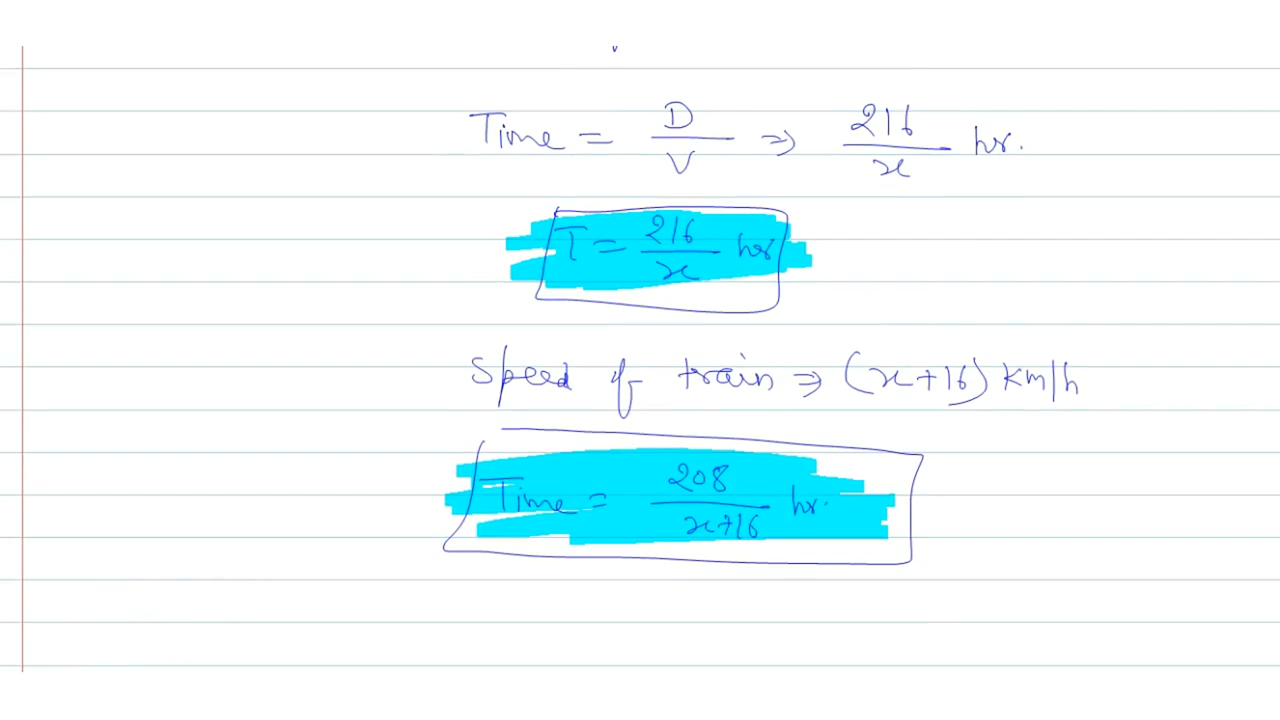 Time = D/V ⇒ 216/x hr.
T = 216/x hr
Speed of train ⇒ (x+16) km/h
Time = 208/x+16 hr.